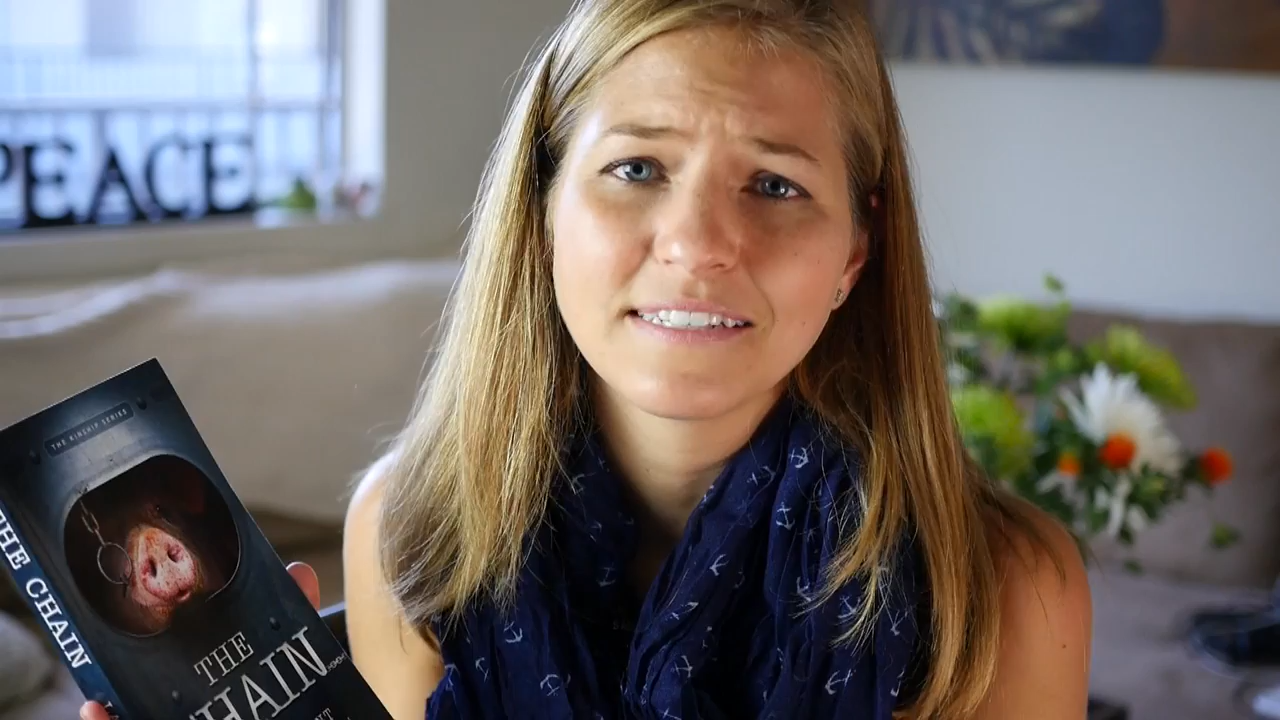 PEACE
THE KINSHIP SERIES
THE CHAIN
THE
CHAIN